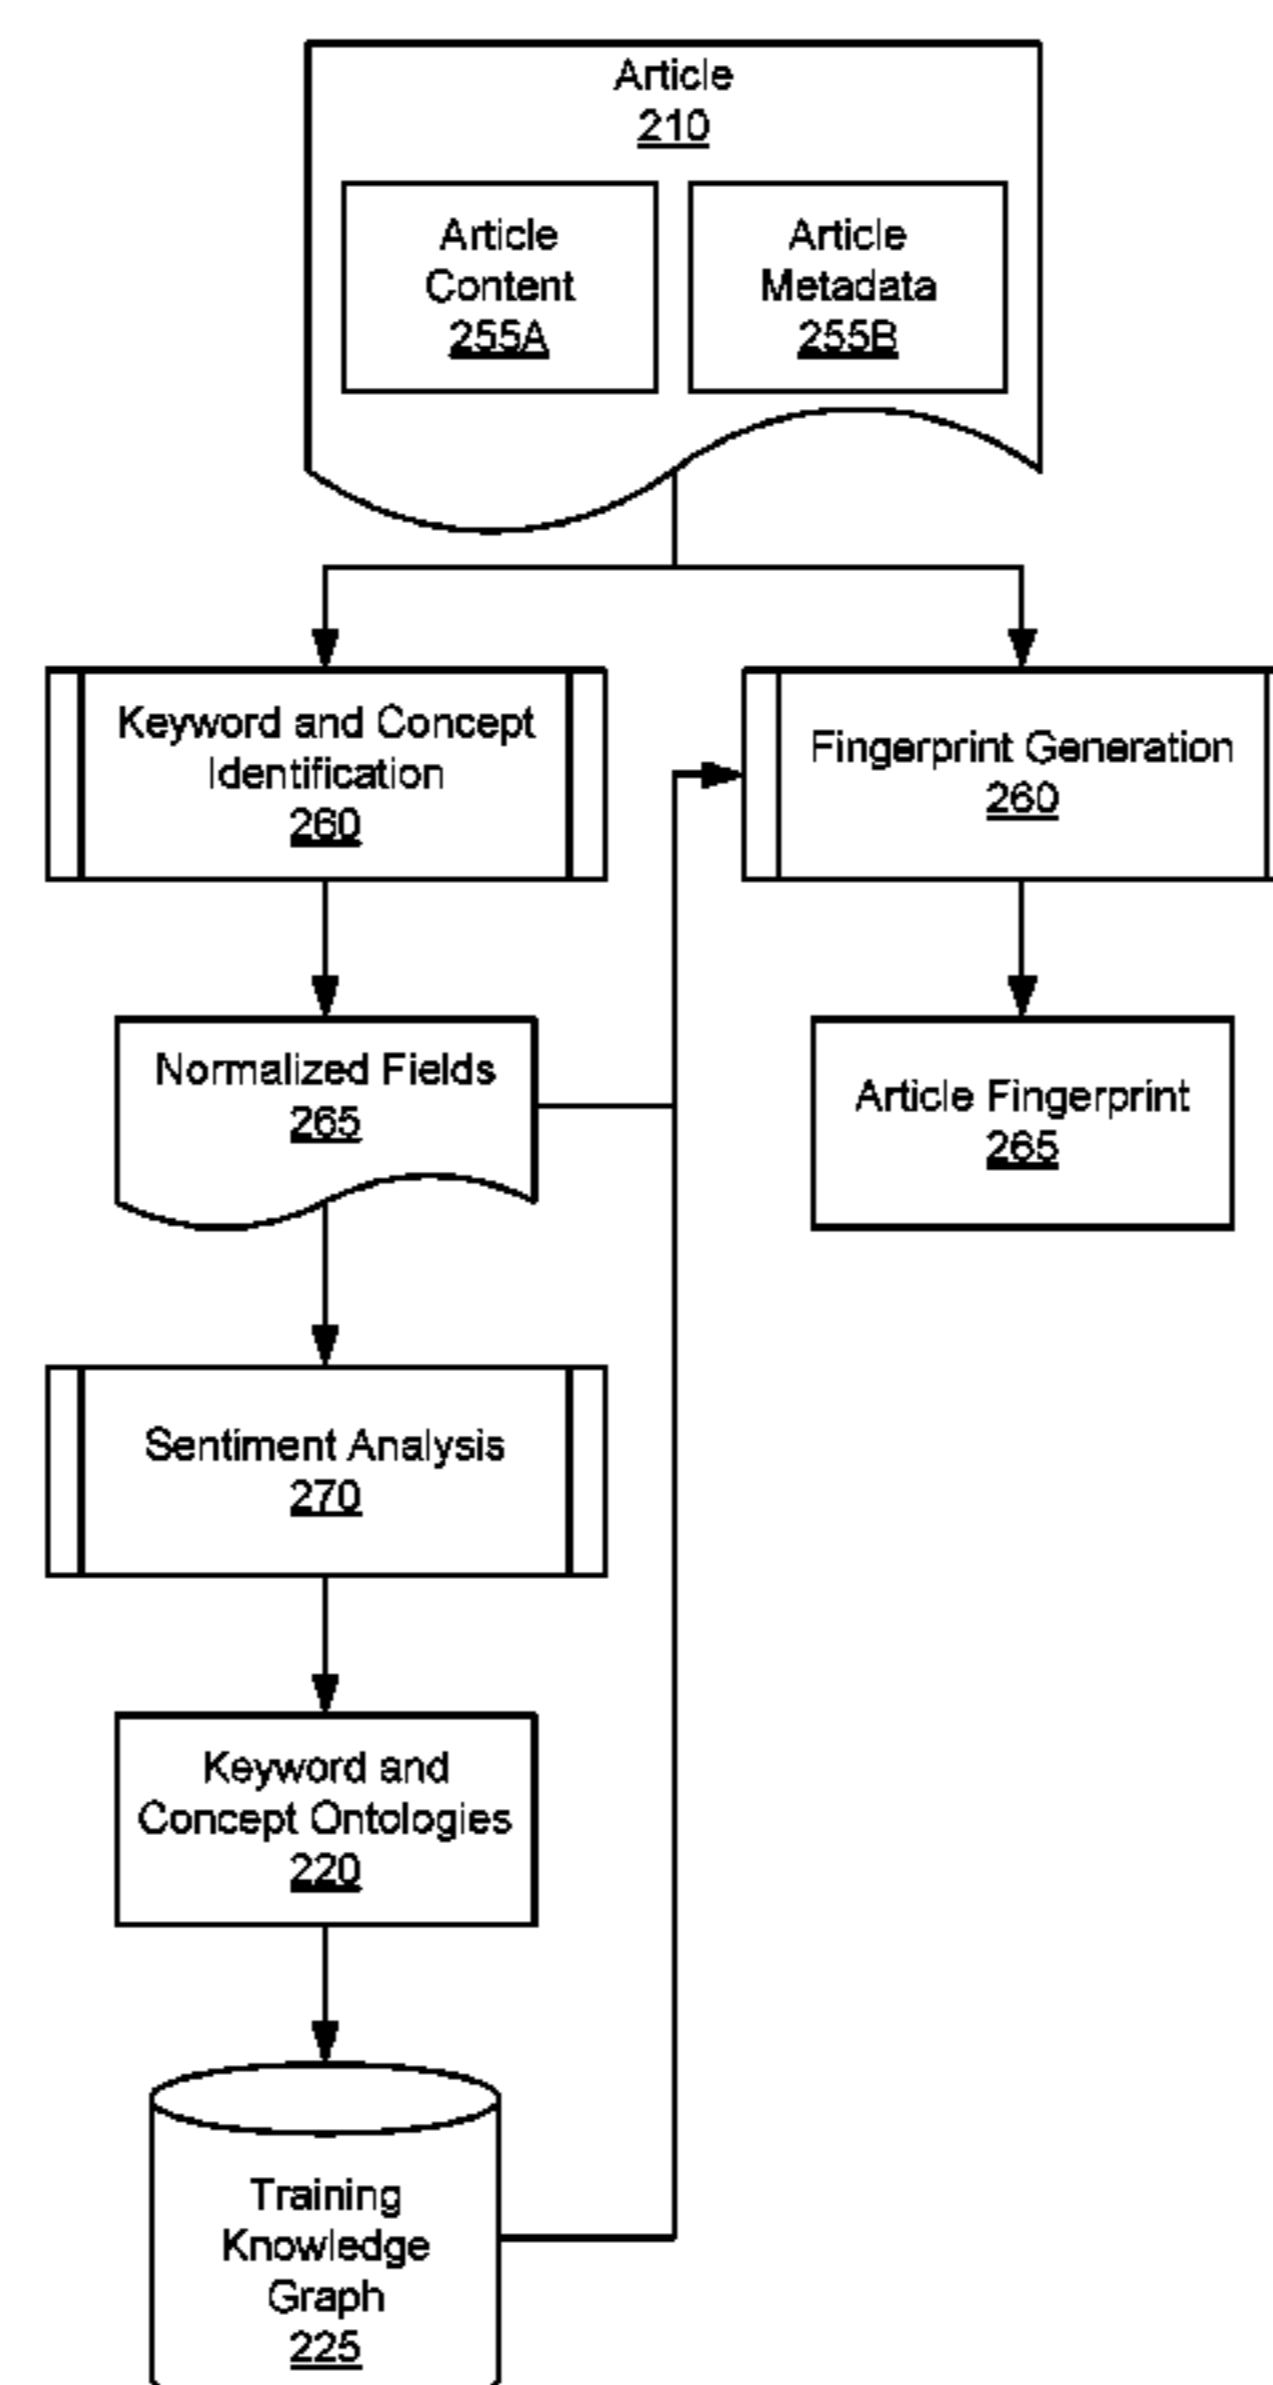 Article
210
Article
Content
255A
Article
Metadata
255B
Keyword and Concept
Identification
260
Fingerprint Generation
260
Normalized Fields
265
Article Fingerprint
265
Sentiment Analysis
270
Keyword and
Concept Ontologies
220
Training
Knowledge
Graph
225